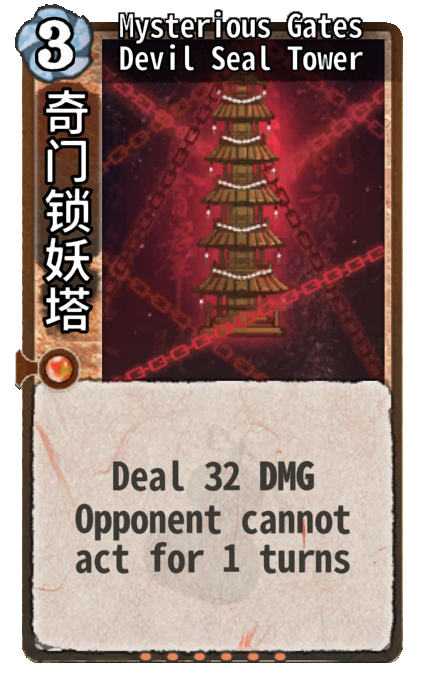 3
Mysterious Gates
Devil Seal Tower
奇门锁妖塔
Deal 32 DMG
Opponent cannot
act for 1 turns